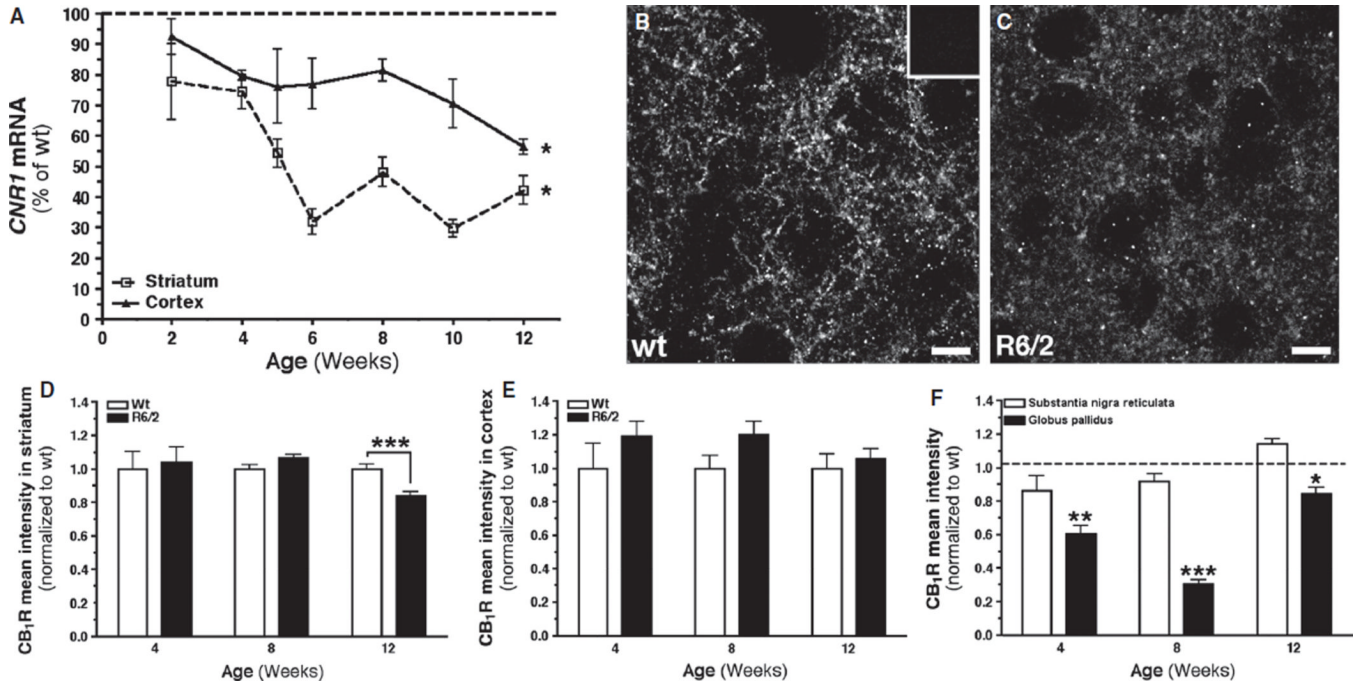 A
CNR1 mRNA
(% of wt)
100
90
80
70
60
50
40
30
20
10
0
*
*
Striatum
Cortex
0 2 4 6 8 10 12
Age (Weeks)
B
wt
C
R6/2
D
CB1R mean intensity in striatum
(normalized to wt)
1.4
1.2
1.0
0.8
0.6
0.4
0.2
0.0
Wt
R6/2
***
4 8 12
Age (Weeks)
E
CB1R mean intensity in cortex
(normalized to wt)
1.4
1.2
1.0
0.8
0.6
0.4
0.2
0.0
Wt
R6/2
4 8 12
Age (Weeks)
F
CB1R mean intensity
(normalized to wt)
1.4
1.2
1.0
0.8
0.6
0.4
0.2
0.0
Substantia nigra reticulata
Globus pallidus
**
***
*
4 8 12
Age (Weeks)